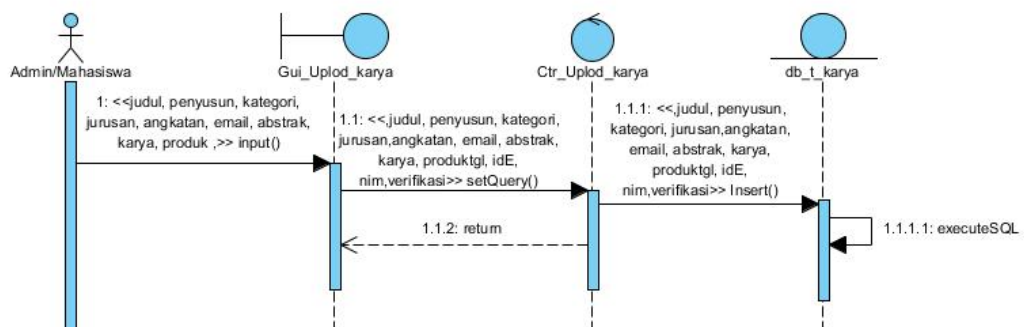 Admin/Mahasiswa
Gui_Uplod_karya
Ctr_Uplod_karya
db_t_karya
1: <<judul, penyusun, kategori,
jurusan, angkatan, email, abstrak,
karya, produk ,>> input()
1.1: <<,judul, penyusun, kategori,
jurusan,angkatan, email, abstrak,
karya, produktgl, idE,
nim,verifikasi>> setQuery()
1.1.1: <<,judul, penyusun,
kategori, jurusan,angkatan,
email, abstrak, karya,
produktgl, idE,
nim,verifikasi>> Insert()
1.1.2: return
1.1.1.1: executeSQL